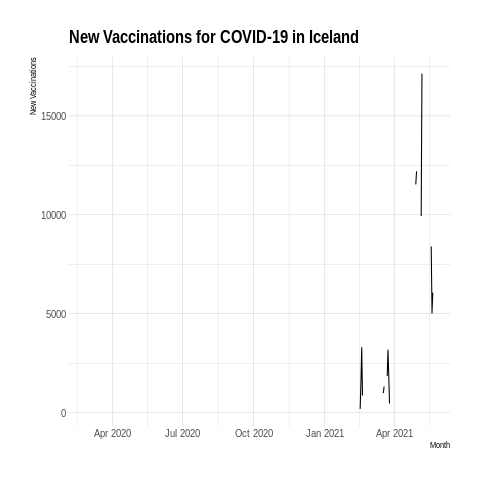 New Vaccinations for COVID-19 in Iceland
New Vaccinations
15000
10000
5000
0
Apr 2020
Jul 2020
Oct 2020
Jan 2021
Apr 2021
Month